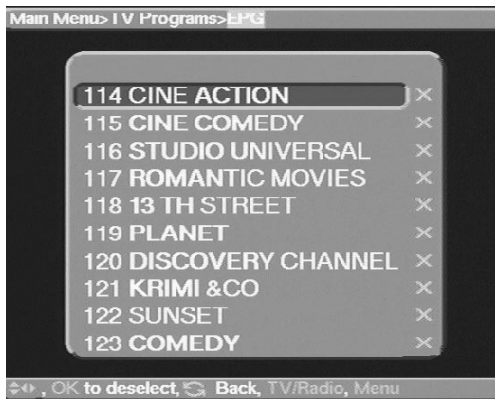 Main Menu>TV Programs>EPG
114 CINE ACTION
115 CINE COMEDY
116 STUDIO UNIVERSAL
117 ROMANTIC MOVIES
118 13 TH STREET
119 PLANET
120 DISCOVERY CHANNEL
121 KRIMI &CO
122 SUNSET
123 COMEDY
, OK to deselect, Back, TV/Radio, Menu